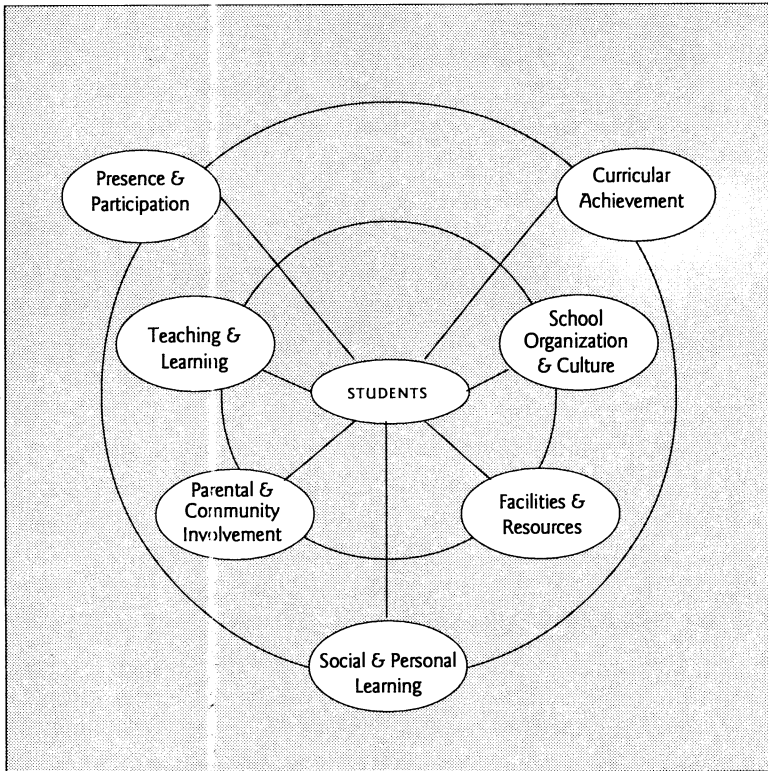 Presence &
Participation
Curricular
Achievement
Teaching &
Learning
School
Organization
& Culture
STUDENTS
Parental &
Community
Involvement
Facilities &
Resources
Social & Personal
Learning